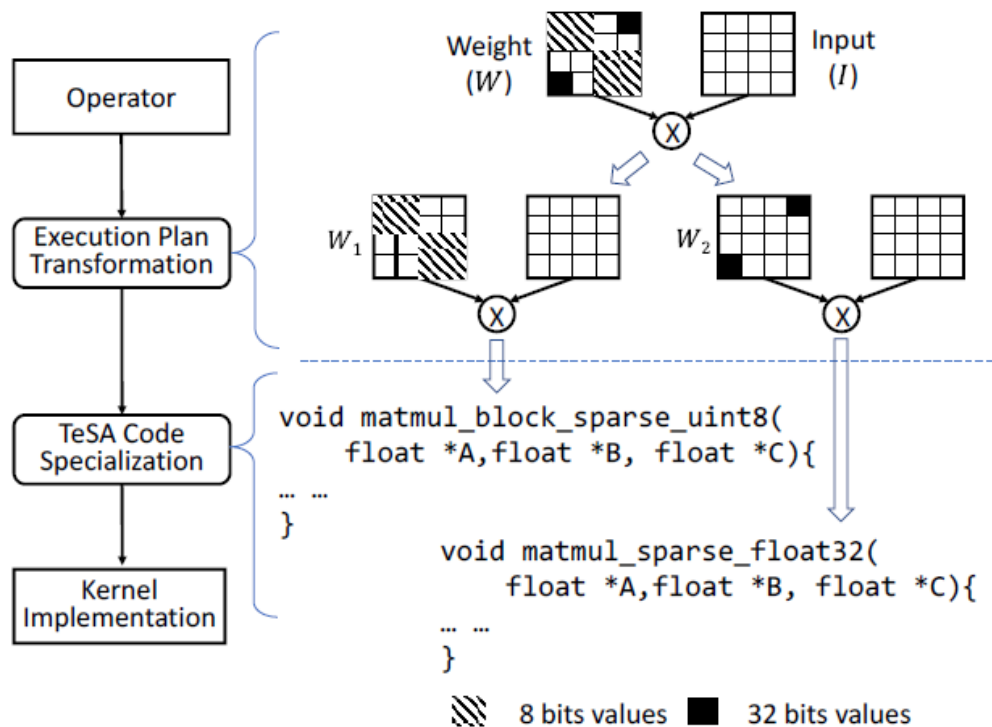 Operator
Execution Plan
Transformation
TeSA Code
Specialization
Kernel
Implementation
Weight
(W)
Input
(I)
X
W₁
X
W₂
X
void matmul_block_sparse_uint8(
float *A,float *B, float *C){
… …
}
void matmul_sparse_float32(
float *A,float *B, float *C){
… …
}
8 bits values
32 bits values